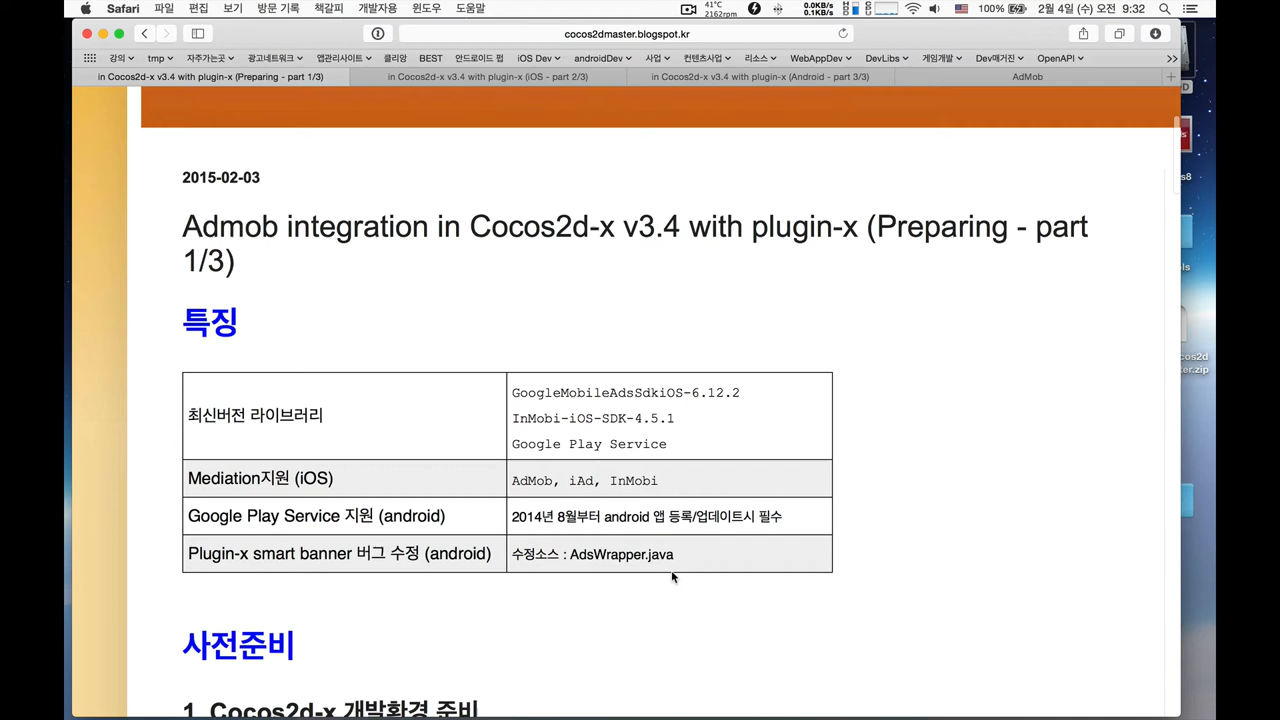 Safari 파일 편집 보기 방문 기록 책갈피 개발자용 윈도우 도움말 41°C 2162rpm 0.0KB/s 0.1KB/s 100% 2월 4일 (수) 오전 9:32
cocos2dmaster.blogspot.kr
강의 tmp 자주가는곳 광고네트워크 앱관리사이트 클리앙 BEST 안드로이드 펍 iOS Dev androidDev 사업 컨텐츠사업 리소스 WebAppDev DevLibs 게임개발 Dev매거진 OpenAPI
in Cocos2d-x v3.4 with plugin-x (Preparing - part 1/3) in Cocos2d-x v3.4 with plugin-x (iOS - part 2/3) in Cocos2d-x v3.4 with plugin-x (Android - part 3/3) AdMob
2015-02-03
Admob integration in Cocos2d-x v3.4 with plugin-x (Preparing - part
1/3)
특징
최신버전 라이브러리
GoogleMobileAdsSdkiOS-6.12.2
InMobi-iOS-SDK-4.5.1
Google Play Service
Mediation지원 (iOS) AdMob, iAd, InMobi
Google Play Service 지원 (android) 2014년 8월부터 android 앱 등록/업데이트시 필수
Plugin-x smart banner 버그 수정 (android) 수정소스 : AdsWrapper.java
사전준비
1. Cocos2d-x 개발환경 준비